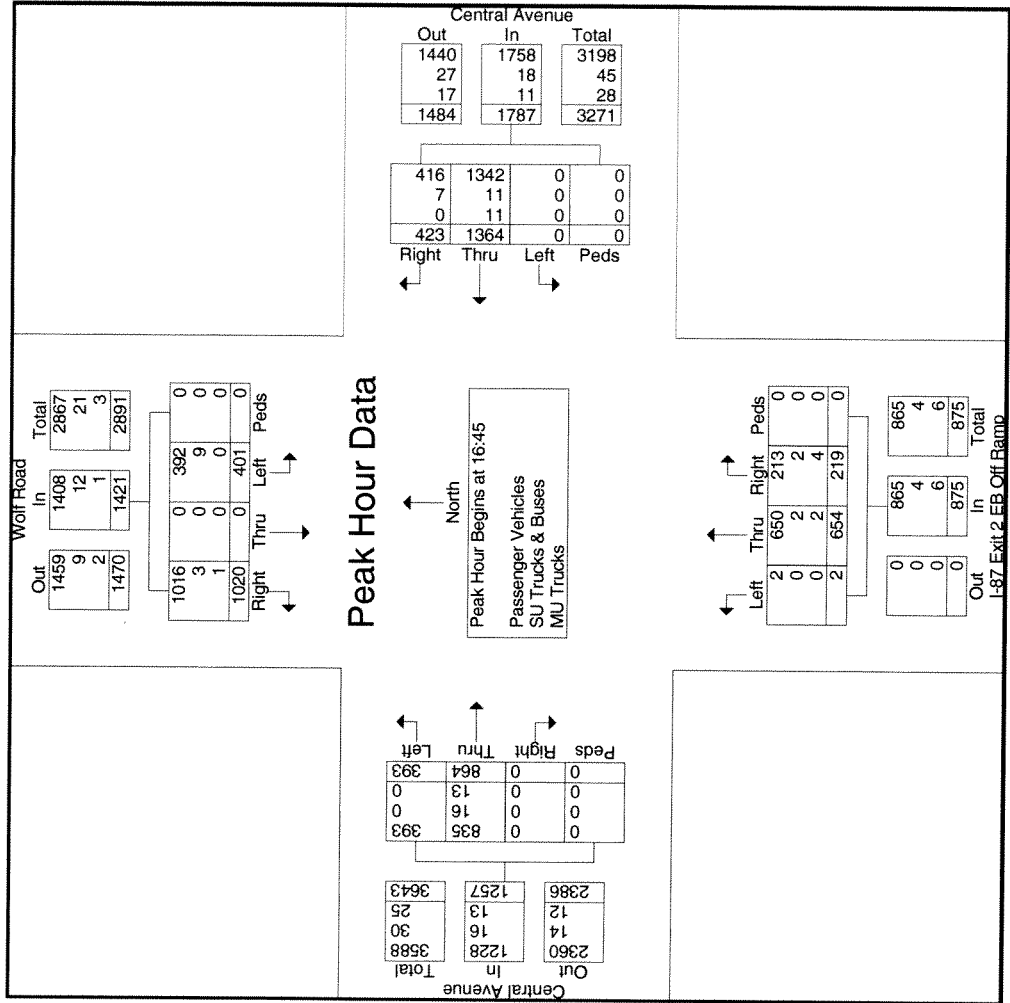 Central Avenue
Out In Total
1440 1758 3198
27 18 45
17 11 28
1484 1787 3271
416 1342 0 0
7 11 0 0
0 11 0 0
423 1364 0 0
Right Thru Left Peds
Wolf Road
Out In Total
1459 1408 2867
9 12 21
2 1 3
1470 1421 2891
1016 0 392 0
3 0 9 0
1 0 0 0
1020 0 401 0
Right Thru Left Peds
Peak Hour Data
North
Peak Hour Begins at 16:45
Passenger Vehicles
SU Trucks & Buses
MU Trucks
Left Thru Right Peds
2 650 213 0
0 2 2 0
0 2 4 0
2 654 219 0
0 865 865
0 4 4
0 6 6
0 875 875
Out In Total
I-87 Exit 2 EB Off Ramp
Left Thru Right Peds
393 864 0 0
0 13 0 0
0 16 0 0
393 835 0 0
3643 1257 2386
25 13 12
30 16 14
3588 1228 2360
Total In Out
Central Avenue